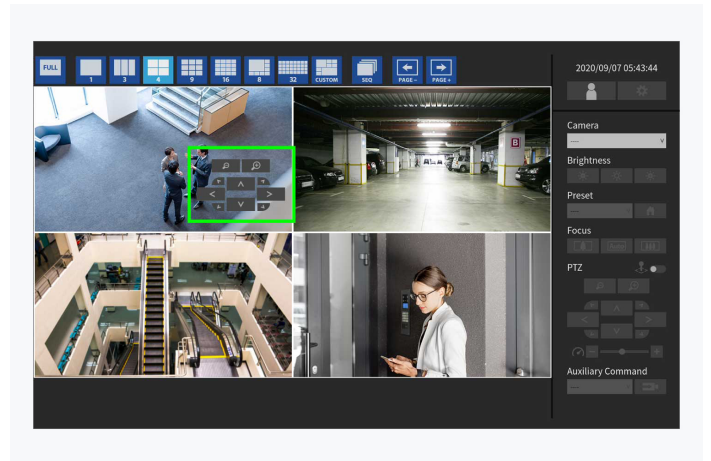 FULL
1
3
4
9
16
8
32
CUSTOM
SEQ
PAGE−
PAGE+
2020/09/07 05:43:44
B
Camera
—
Brightness
Preset
—
Focus
Auto
PTZ
Auxiliary Command
—